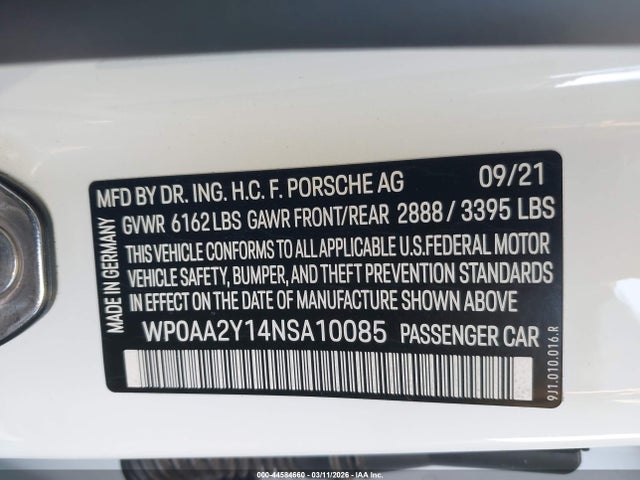 MFD BY DR. ING. H.C. F. PORSCHE AG 09/21
GVWR 6162 LBS GAWR FRONT/REAR 2888 / 3395 LBS
THIS VEHICLE CONFORMS TO ALL APPLICABLE U.S.FEDERAL MOTOR
VEHICLE SAFETY, BUMPER, AND THEFT PREVENTION STANDARDS
IN EFFECT ON THE DATE OF MANUFACTURE SHOWN ABOVE
WP0AA2Y14NSA10085 PASSENGER CAR
MADE IN GERMANY
9J1.010.016.R
© - 44584660 - 03/11/2026 - IAA Inc.